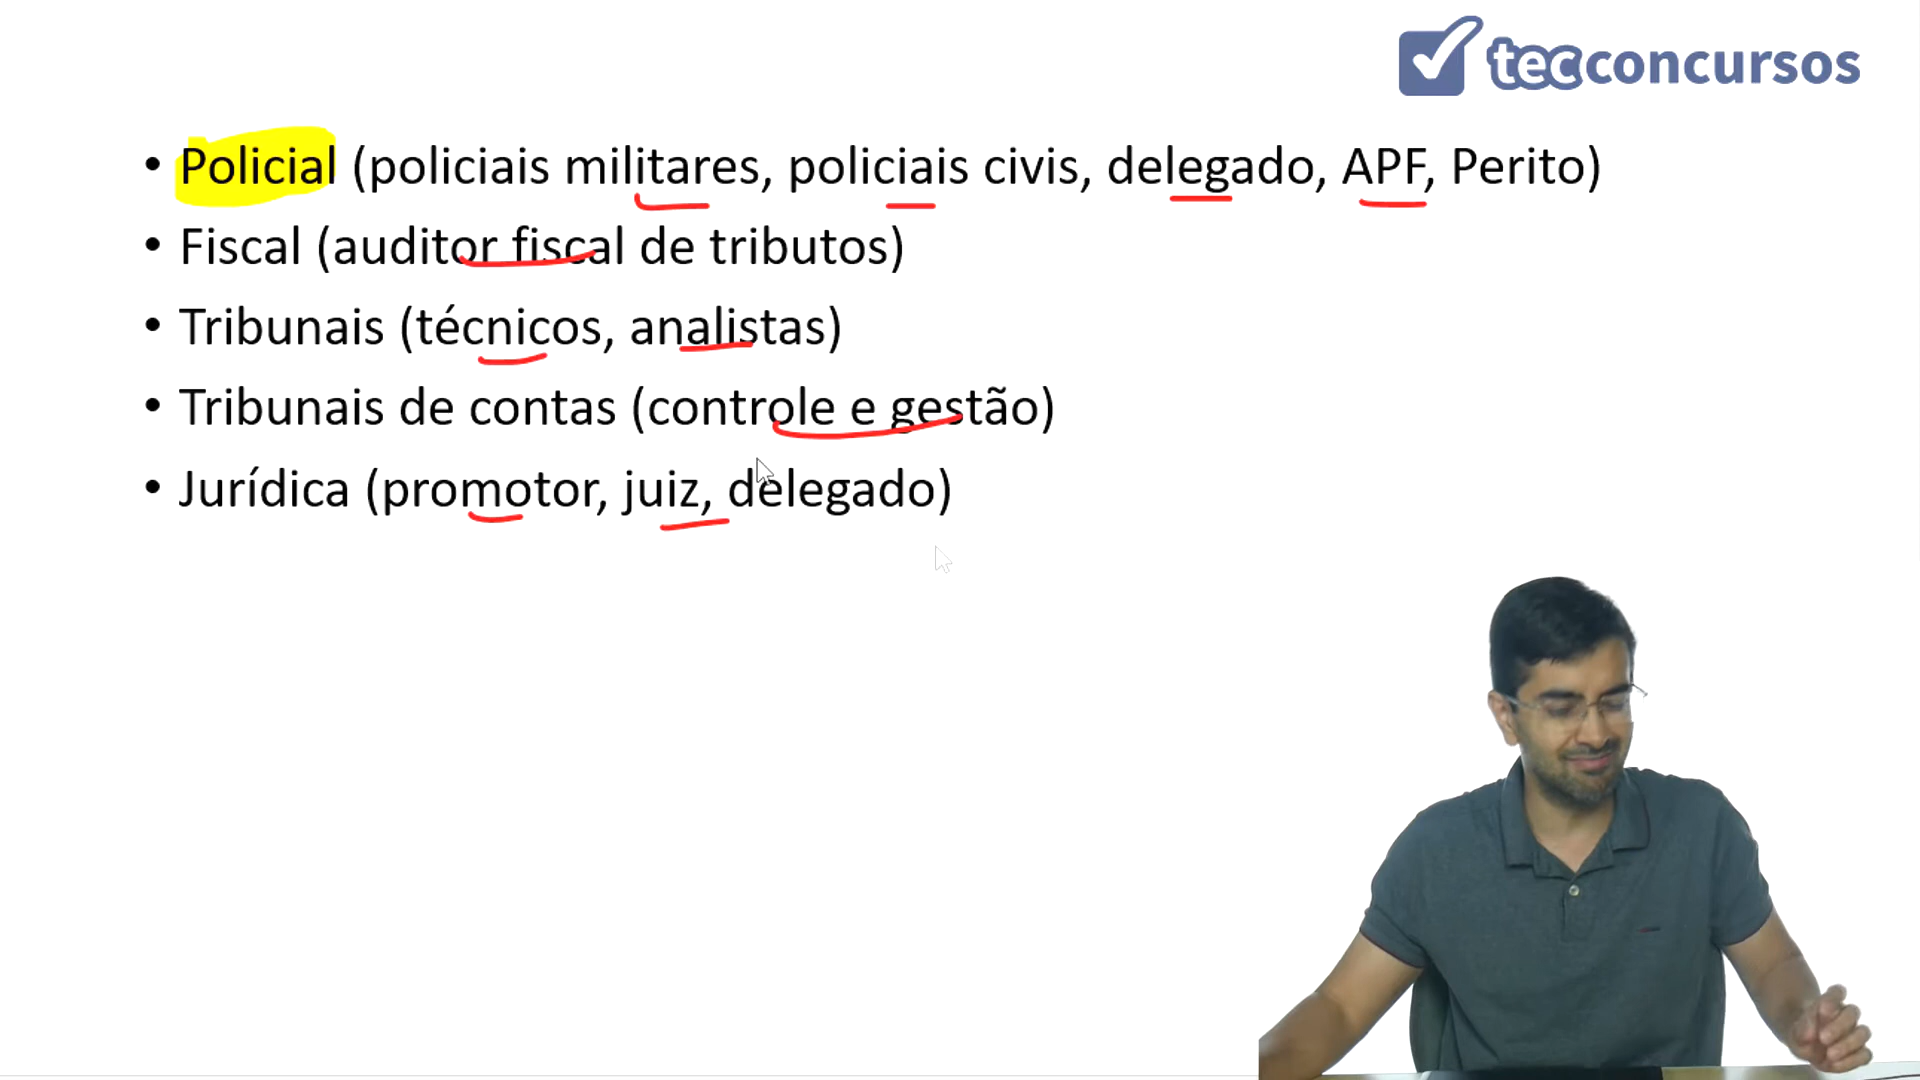 tecconcursos
• Policial (policiais militares, policiais civis, delegado, APF, Perito)
• Fiscal (auditor fiscal de tributos)
• Tribunais (técnicos, analistas)
• Tribunais de contas (controle e gestão)
• Jurídica (promotor, juiz, delegado)